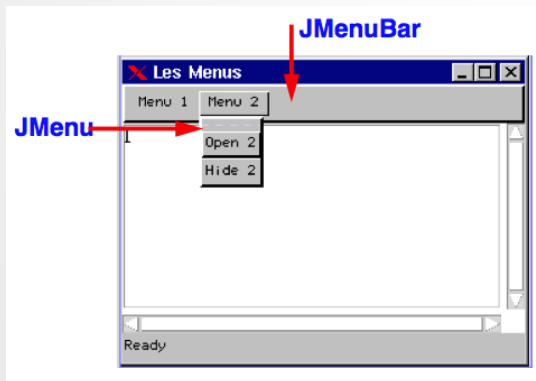 JMenuBar
Les Menus
Menu 1 Menu 2
JMenu
Open 2
Hide 2
Ready